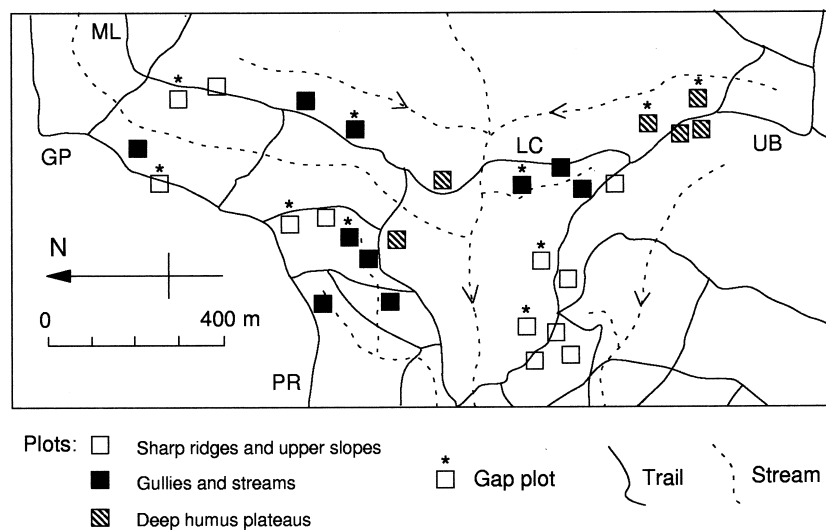 ML
GP
LC
UB
N
0 400 m
PR
Plots: Sharp ridges and upper slopes
Gullies and streams
Deep humus plateaus
* Gap plot
Trail
Stream